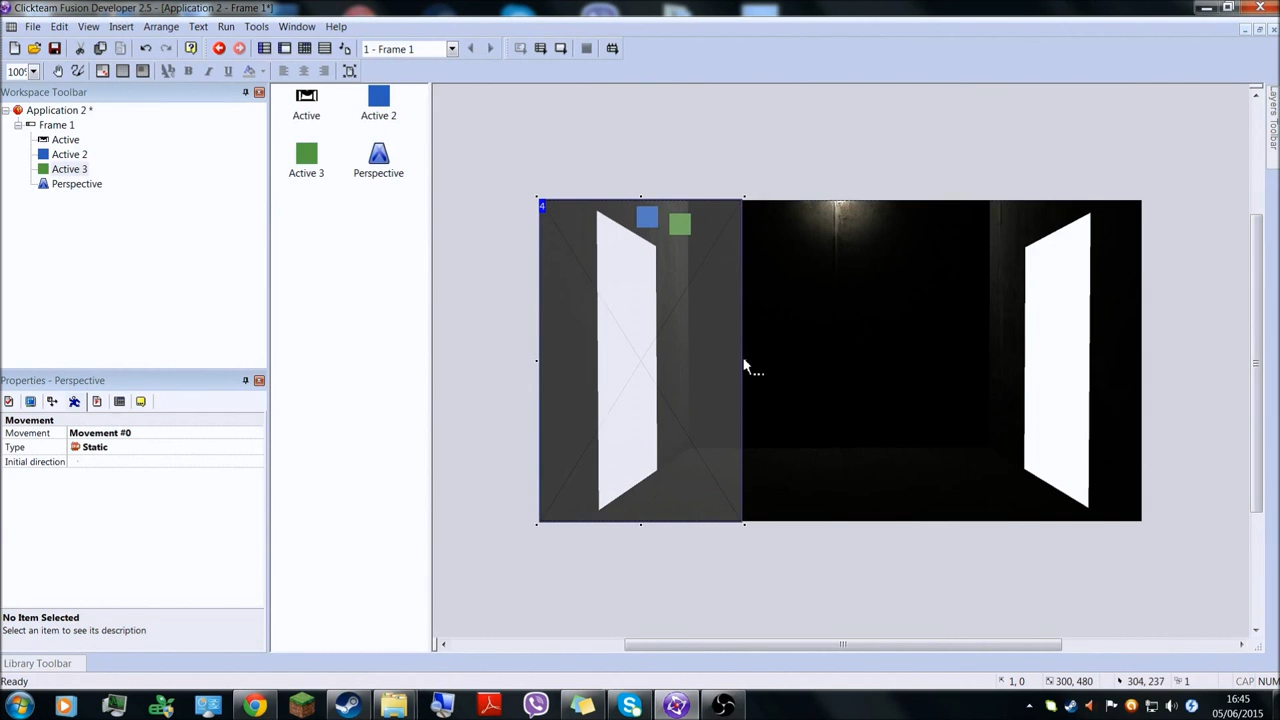 Clickteam Fusion Developer 2.5 - [Application 2 - Frame 1*]
File Edit View Insert Arrange Text Run Tools Window Help
1 - Frame 1
100%
B I U
Workspace Toolbar
Application 2 *
Frame 1
Active
Active 2
Active 3
Perspective
Active Active 2
Active 3 Perspective
4
Layers Toolbar
Properties - Perspective
Movement
Movement Movement #0
Type Static
Initial direction
No Item Selected
Select an item to see its description
Library Toolbar
Ready
1, 0 300, 480 304, 237 1 CAP NUM
16:45
05/06/2015